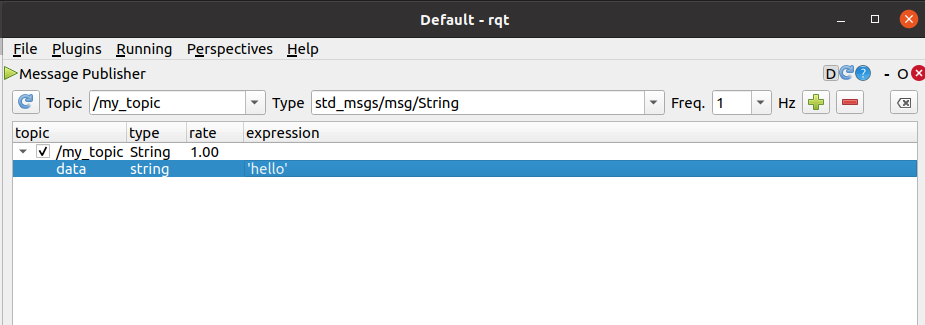 Default - rqt
File Plugins Running Perspectives Help
Message Publisher D ? - O
Topic /my_topic Type std_msgs/msg/String Freq. 1 Hz
topic type rate expression
/my_topic String 1.00
data string 'hello'